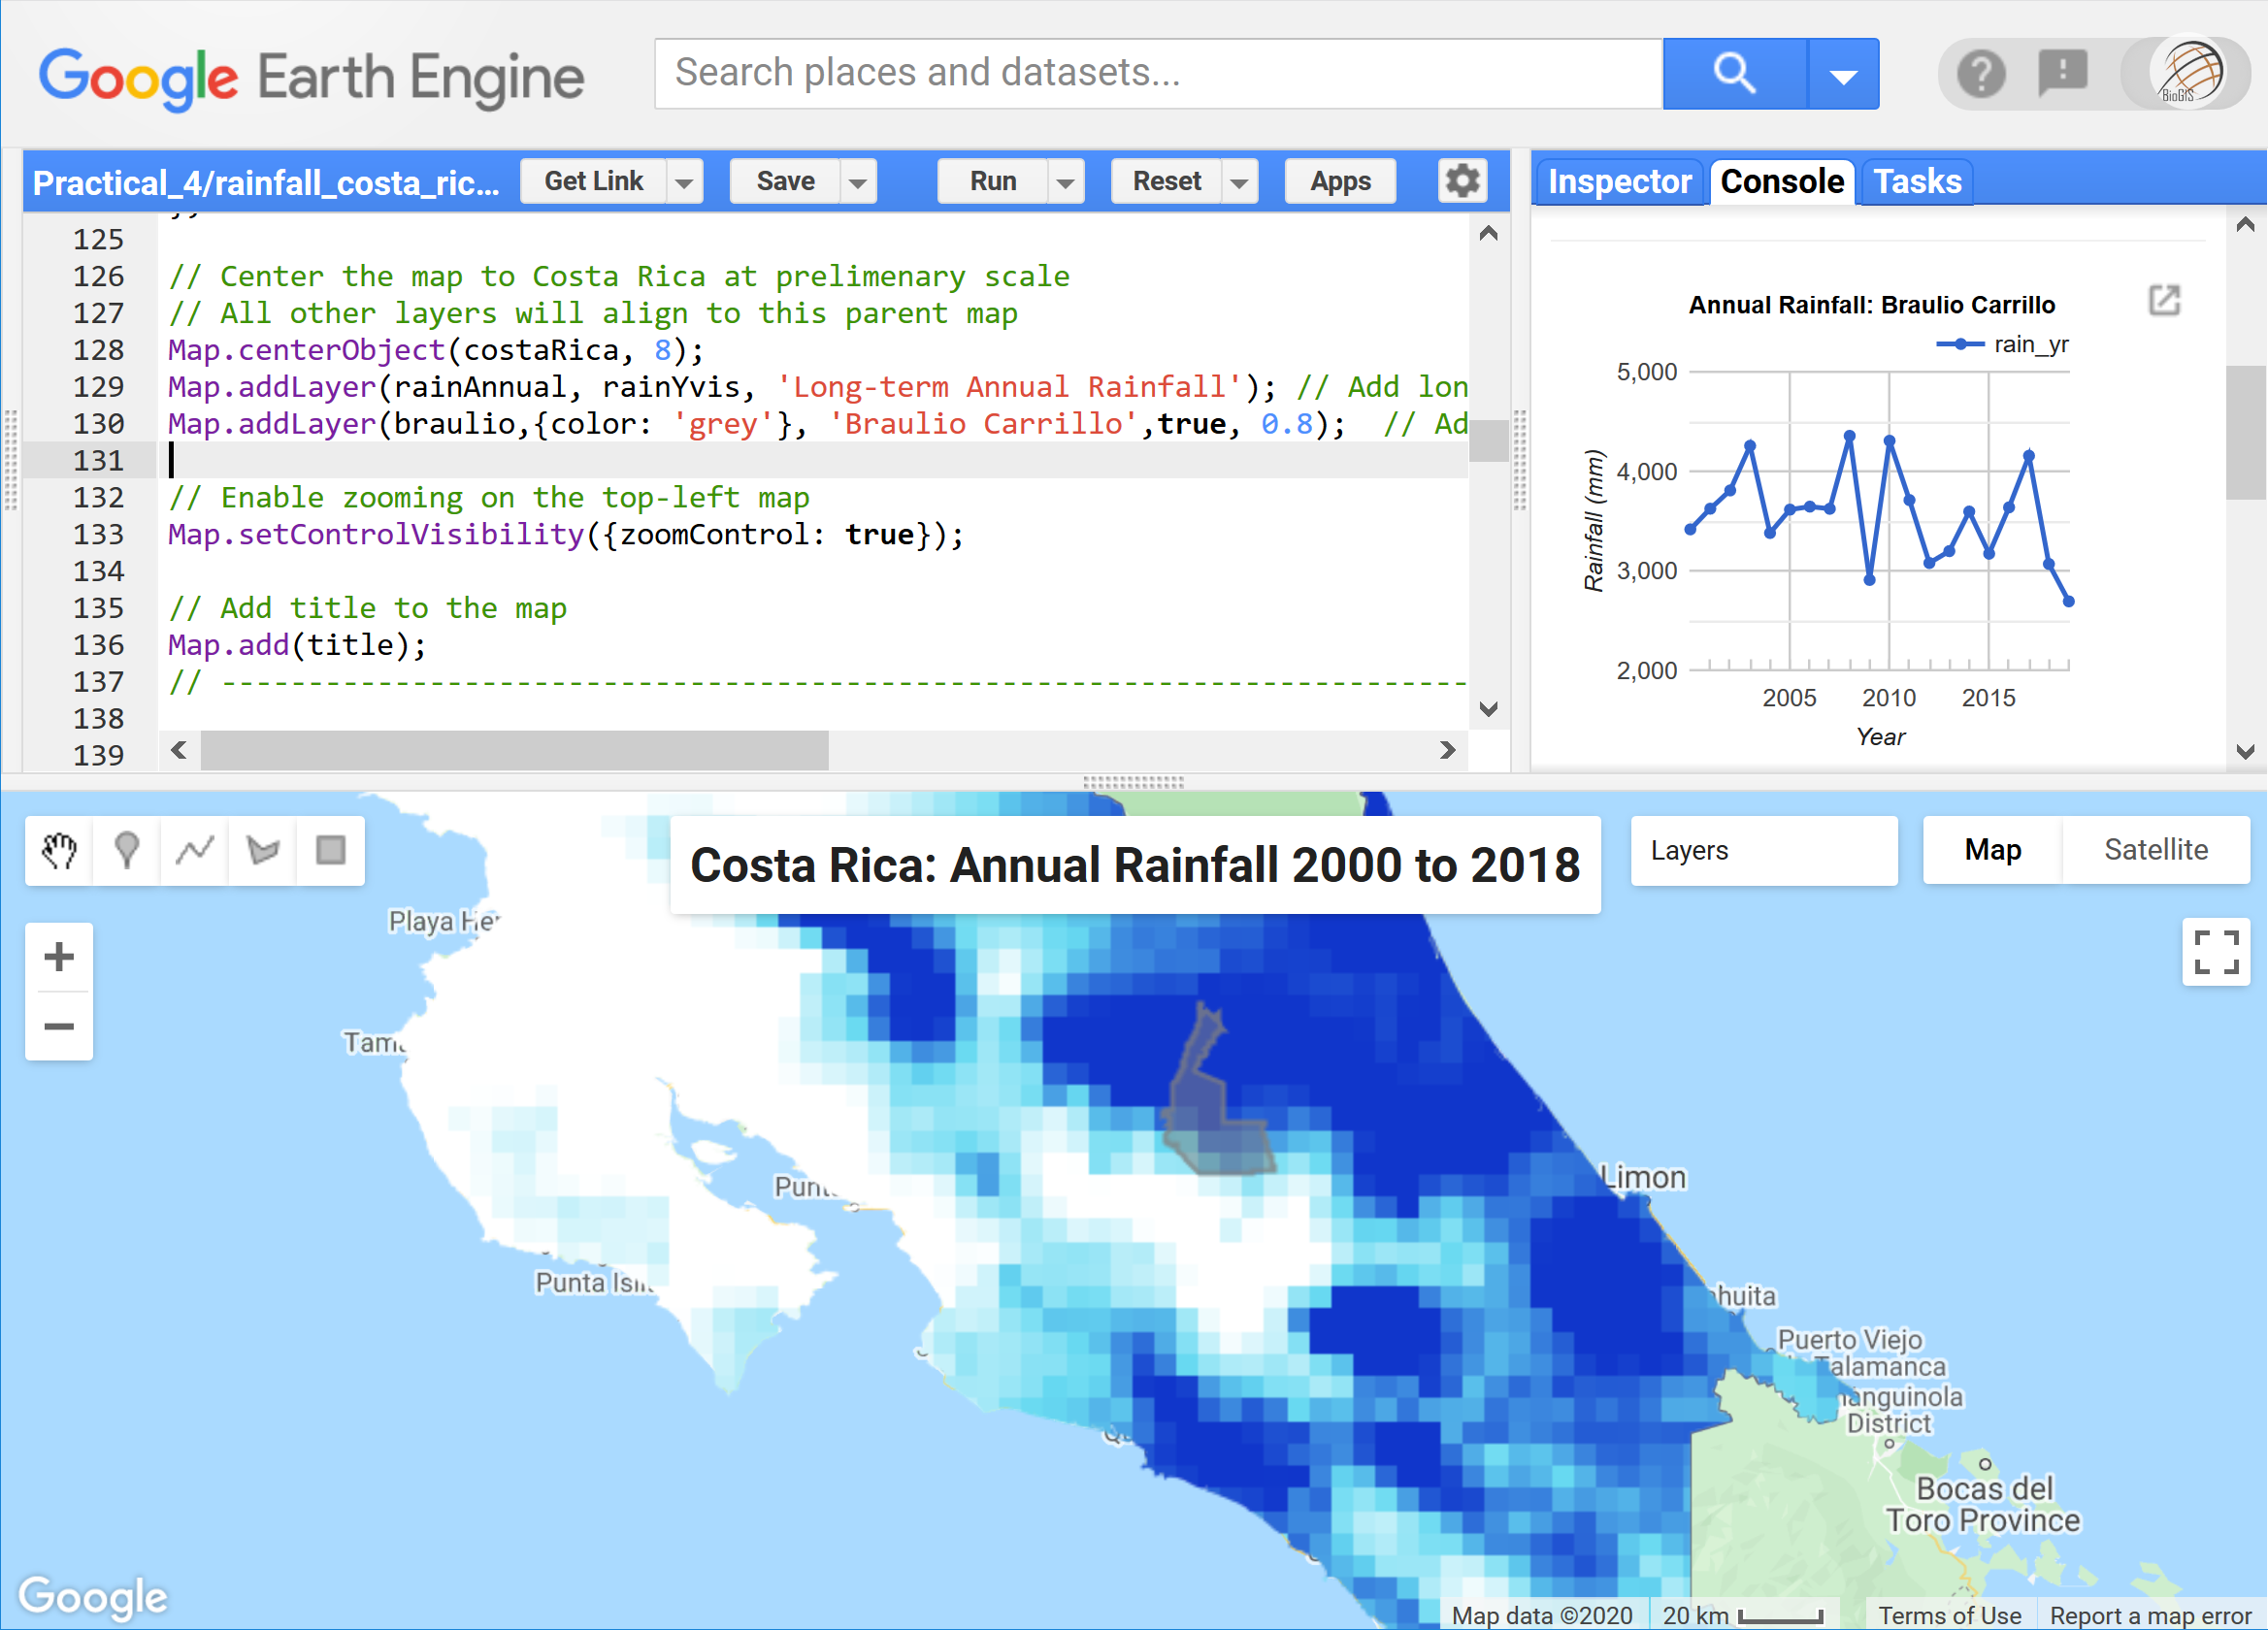 Google Earth Engine
Search places and datasets...
BioGIS
Practical_4/rainfall_costa_ric...
Get Link
Save
Run
Reset
Apps
Inspector
Console
Tasks
125
126 // Center the map to Costa Rica at prelimenary scale
127 // All other layers will align to this parent map
128 Map.centerObject(costaRica, 8);
129 Map.addLayer(rainAnnual, rainYvis, 'Long-term Annual Rainfall'); // Add lon
130 Map.addLayer(braulio,{color: 'grey'}, 'Braulio Carrillo',true, 0.8);  // Ad
131
132 // Enable zooming on the top-left map
133 Map.setControlVisibility({zoomControl: true});
134
135 // Add title to the map
136 Map.add(title);
137 // ------------------------------------------------------------------------
138
139
Annual Rainfall: Braulio Carrillo
rain_yr
5,000
4,000
3,000
2,000
Rainfall (mm)
2005
2010
2015
Year
Costa Rica: Annual Rainfall 2000 to 2018
Layers
Map
Satellite
+
−
Playa Her
Tama
Punt
Punta Isl
Limon
ahuita
Puerto Viejo
Talamanca
anguinola
District
Bocas del
Toro Province
Google
Map data ©2020
20 km
Terms of Use
Report a map error